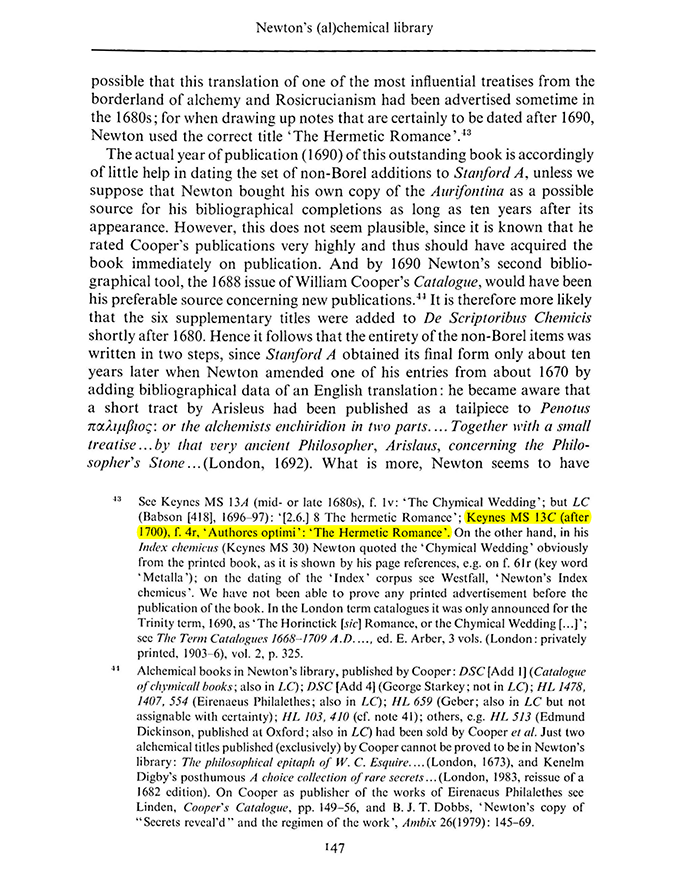 Newton's (al)chemical library
possible that this translation of one of the most influential treatises from the
borderland of alchemy and Rosicrucianism had been advertised sometime in
the 1680s; for when drawing up notes that are certainly to be dated after 1690,
Newton used the correct title 'The Hermetic Romance'.43
The actual year of publication (1690) of this outstanding book is accordingly
of little help in dating the set of non-Borel additions to Stanford A, unless we
suppose that Newton bought his own copy of the Aurifontina as a possible
source for his bibliographical completions as long as ten years after its
appearance. However, this does not seem plausible, since it is known that he
rated Cooper's publications very highly and thus should have acquired the
book immediately on publication. And by 1690 Newton's second biblio-
graphical tool, the 1688 issue of William Cooper's Catalogue, would have been
his preferable source concerning new publications.44 It is therefore more likely
that the six supplementary titles were added to De Scriptoribus Chemicis
shortly after 1680. Hence it follows that the entirety of the non-Borel items was
written in two steps, since Stanford A obtained its final form only about ten
years later when Newton amended one of his entries from about 1670 by
adding bibliographical data of an English translation: he became aware that
a short tract by Arisleus had been published as a tailpiece to Penotus
παλιμβιος: or the alchemists enchiridion in two parts.... Together with a small
treatise...by that very ancient Philosopher, Arislaus, concerning the Philo-
sopher's Stone...(London, 1692). What is more, Newton seems to have
43 See Keynes MS 13A (mid- or late 1680s), f. 1v: 'The Chymical Wedding'; but LC
(Babson [418], 1696–97): '[2.6.] 8 The hermetic Romance'; Keynes MS 13C (after
1700), f. 4r, 'Authores optimi': 'The Hermetic Romance'. On the other hand, in his
Index chemicus (Keynes MS 30) Newton quoted the 'Chymical Wedding' obviously
from the printed book, as it is shown by his page references, e.g. on f. 61r (key word
'Metalla'); on the dating of the 'Index' corpus see Westfall, 'Newton's Index
chemicus'. We have not been able to prove any printed advertisement before the
publication of the book. In the London term catalogues it was only announced for the
Trinity term, 1690, as 'The Horinctick [sic] Romance, or the Chymical Wedding [...]';
see The Term Catalogues 1668–1709 A.D...., ed. E. Arber, 3 vols. (London: privately
printed, 1903–6), vol. 2, p. 325.
44 Alchemical books in Newton's library, published by Cooper: DSC [Add 1] (Catalogue
of chymicall books; also in LC); DSC [Add 4] (George Starkey; not in LC); HL 1478,
1407, 554 (Eirenaeus Philalethes; also in LC); HL 659 (Geber; also in LC but not
assignable with certainty); HL 103, 410 (cf. note 41); others, e.g. HL 513 (Edmund
Dickinson, published at Oxford; also in LC) had been sold by Cooper et al. Just two
alchemical titles published (exclusively) by Cooper cannot be proved to be in Newton's
library: The philosophical epitaph of W. C. Esquire....(London, 1673), and Kenelm
Digby's posthumous A choice collection of rare secrets...(London, 1983, reissue of a
1682 edition). On Cooper as publisher of the works of Eirenaeus Philalethes see
Linden, Cooper's Catalogue, pp. 149–56, and B. J. T. Dobbs, 'Newton's copy of
"Secrets reveal'd" and the regimen of the work', Ambix 26(1979): 145–69.
147